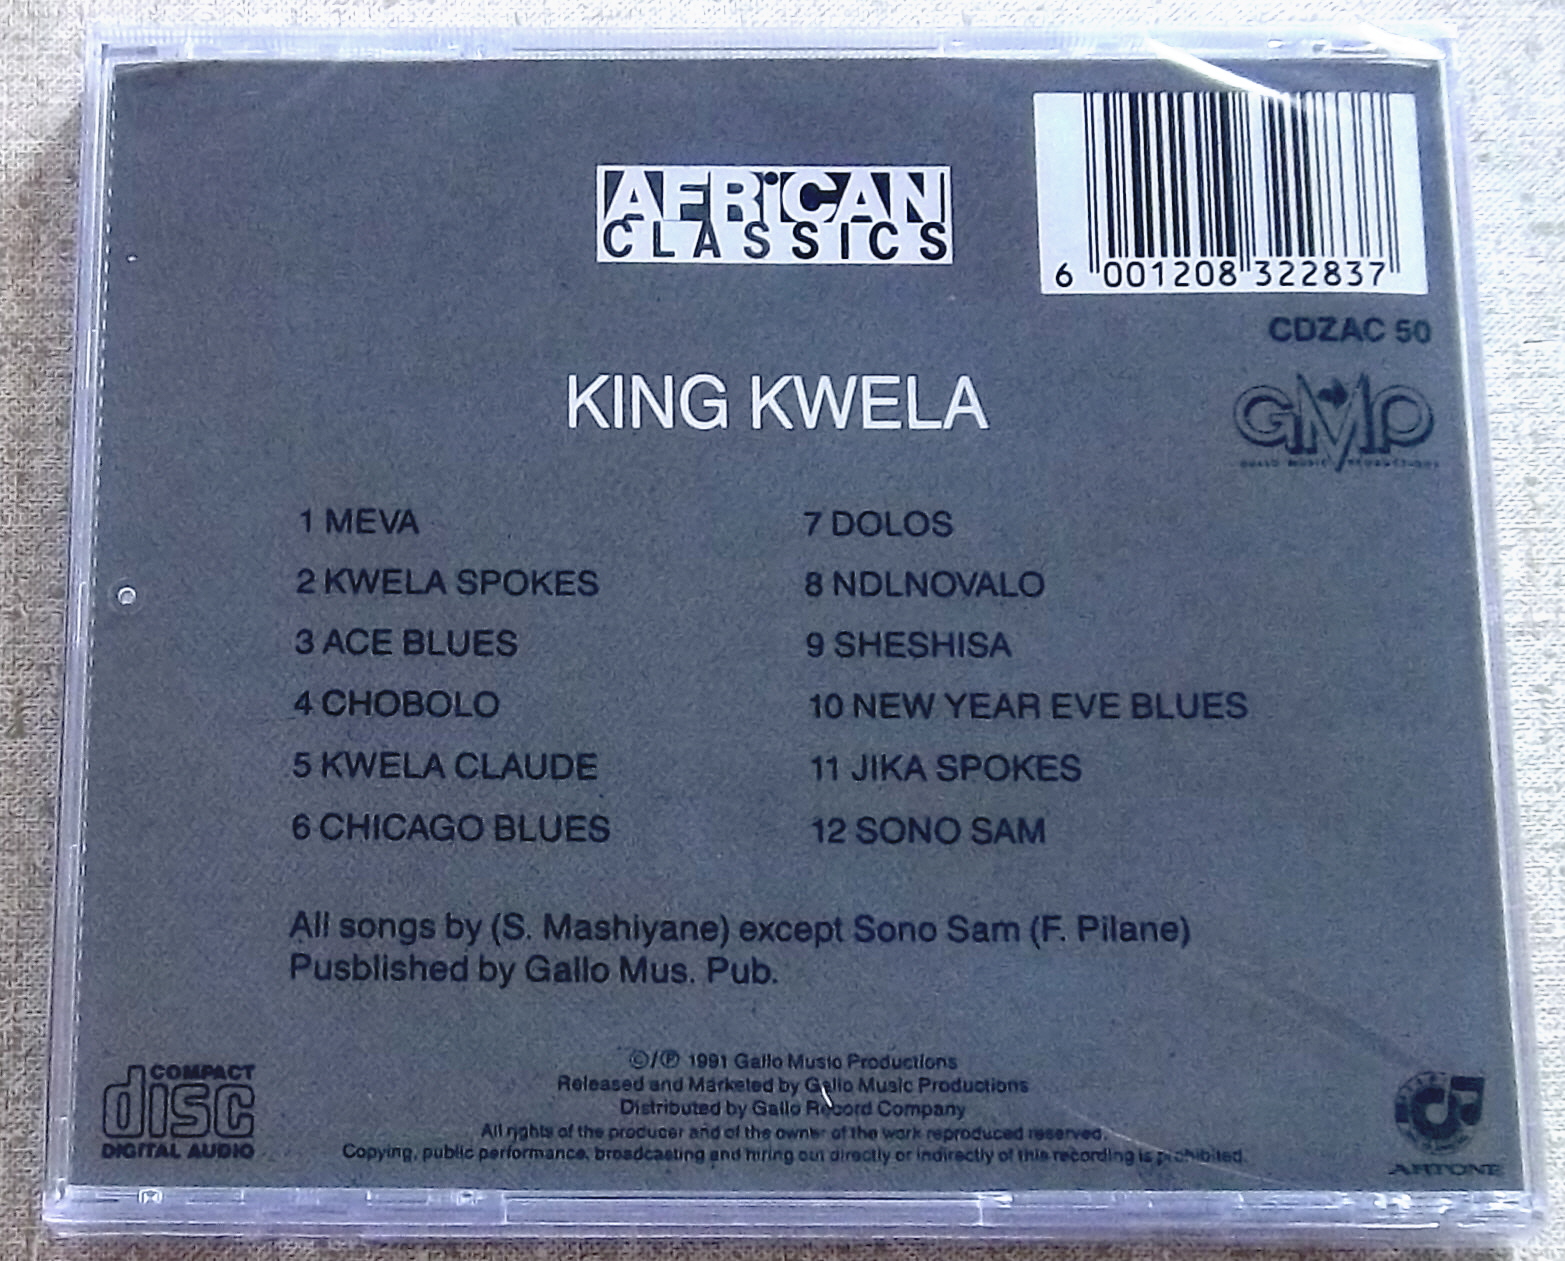 AFRiCAN
CLASSICS
6 001208 322837
CDZAC 50
GMP
GALLO MUSIC PRODUCTIONS
KING KWELA
1 MEVA
2 KWELA SPOKES
3 ACE BLUES
4 CHOBOLO
5 KWELA CLAUDE
6 CHICAGO BLUES
7 DOLOS
8 NDLNOVALO
9 SHESHISA
10 NEW YEAR EVE BLUES
11 JIKA SPOKES
12 SONO SAM
All songs by (S. Mashiyane) except Sono Sam (F. Pilane)
Pusblished by Gallo Mus. Pub.
©/℗ 1991 Gallo Music Productions
Released and Marketed by Gallo Music Productions
Distributed by Gallo Record Company
All rights of the producer and of the owner of the work reproduced reserved.
Copying, public performance, broadcasting and hiring out directly or indirectly of this recording is prohibited.
COMPACT
disc
DIGITAL AUDIO
ARTONE